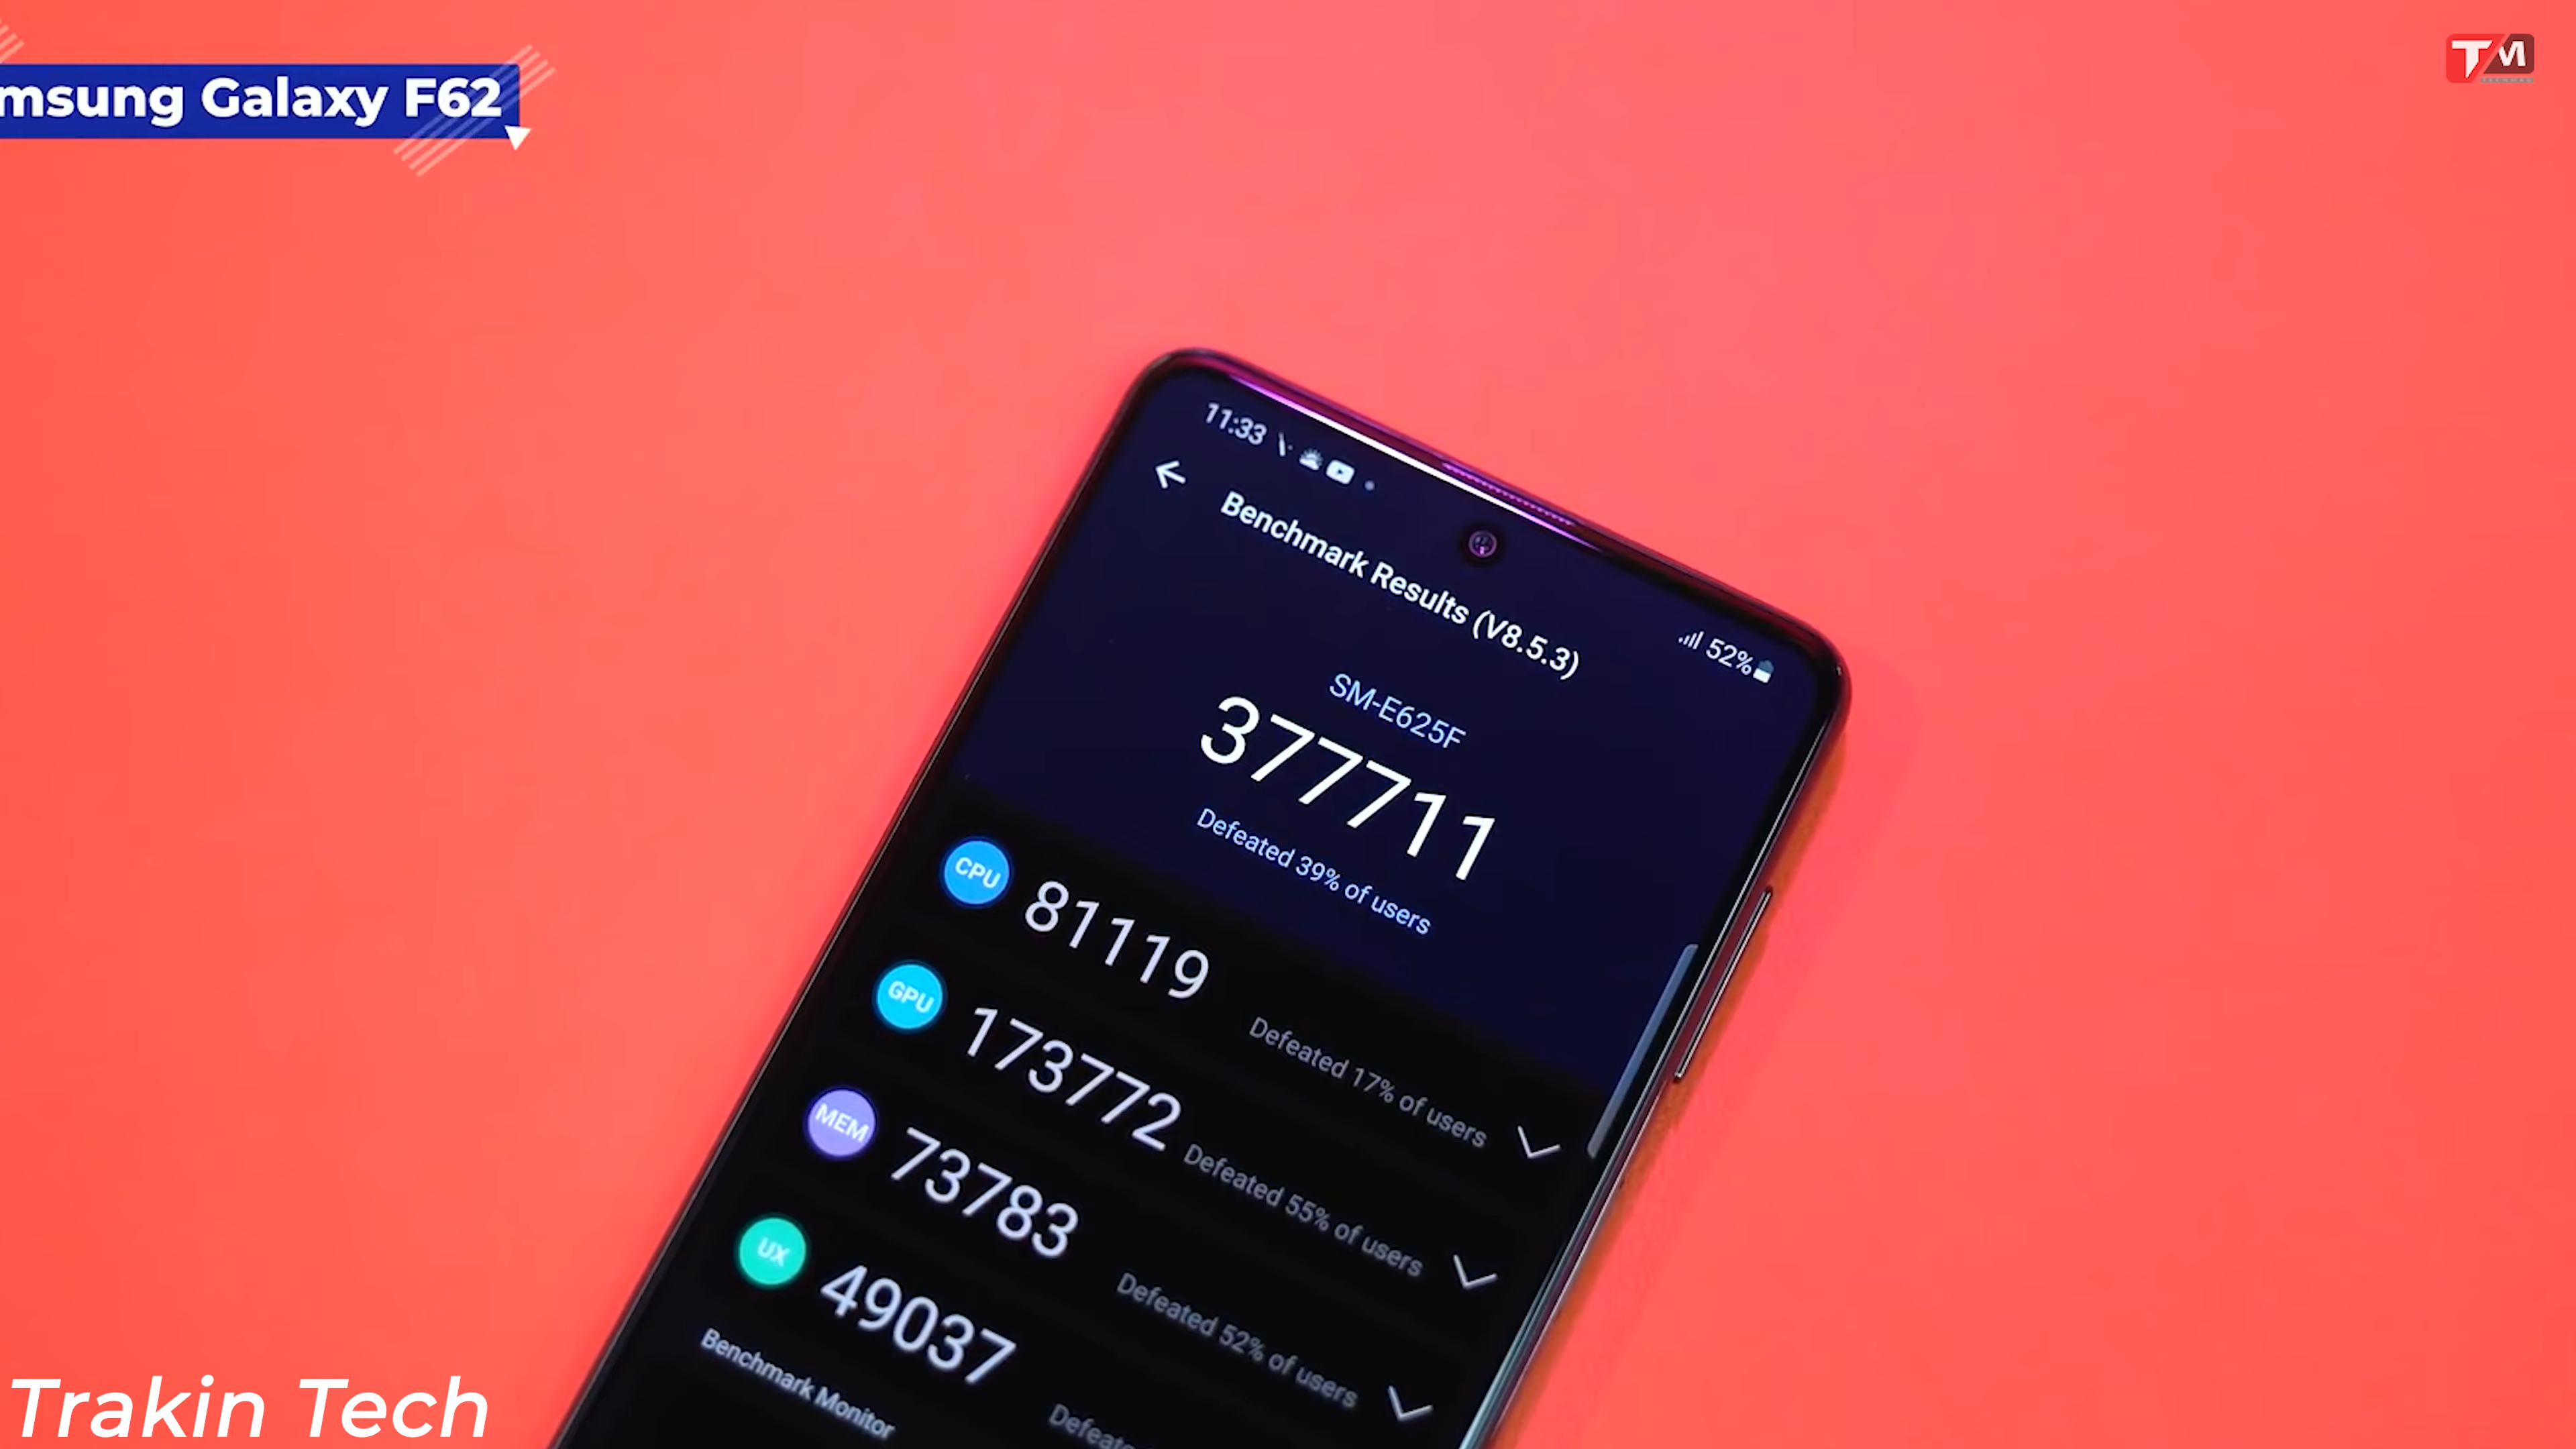 msung Galaxy F62
TM
11:33
52%
Benchmark Results (V8.5.3)
SM-E625F
377711
Defeated 39% of users
CPU 81119
Defeated 17% of users
GPU 173772
Defeated 55% of users
MEM 73783
Defeated 52% of users
UX 49037
Defeate
Benchmark Monitor
Trakin Tech